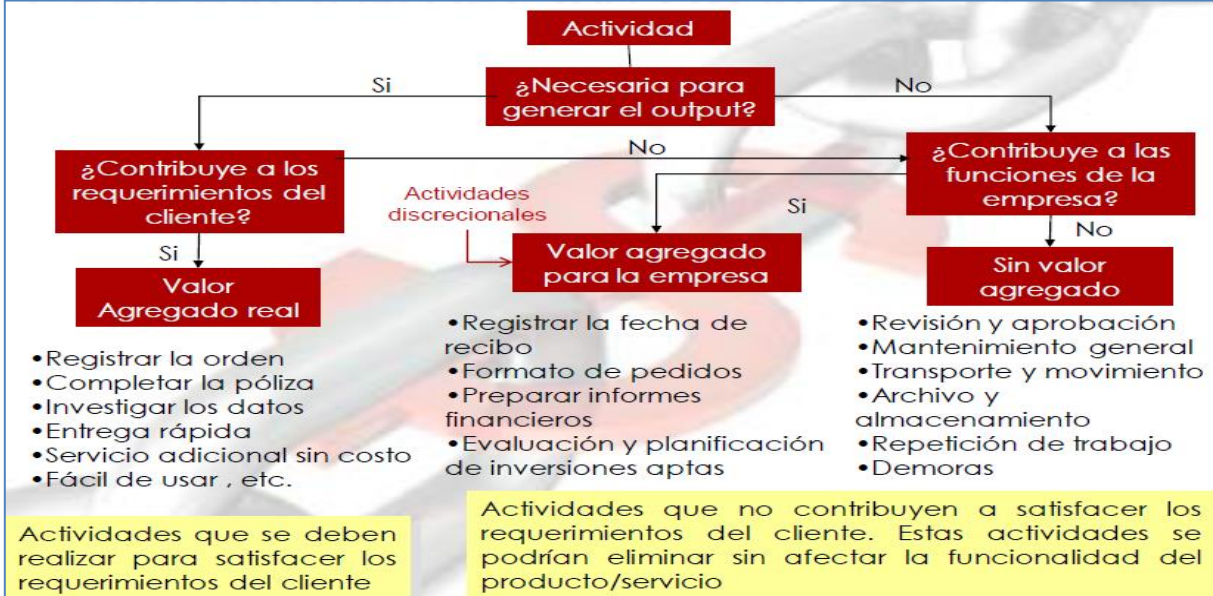 Actividad
¿Necesaria para
generar el output?
Si
No
¿Contribuye a los
requerimientos del
cliente?
No
¿Contribuye a las
funciones de la
empresa?
Actividades
discrecionales
Si
Si
No
Valor
Agregado real
Valor agregado
para la empresa
Sin valor
agregado
•Registrar la orden
•Completar la póliza
•Investigar los datos
•Entrega rápida
•Servicio adicional sin costo
•Fácil de usar , etc.
•Registrar la fecha de
recibo
•Formato de pedidos
•Preparar informes
financieros
•Evaluación y planificación
de inversiones aptas
•Revisión y aprobación
•Mantenimiento general
•Transporte y movimiento
•Archivo y
almacenamiento
•Repetición de trabajo
•Demoras
Actividades que se deben
realizar para satisfacer los
requerimientos del cliente
Actividades que no contribuyen a satisfacer los
requerimientos del cliente. Estas actividades se
podrían eliminar sin afectar la funcionalidad del
producto/servicio